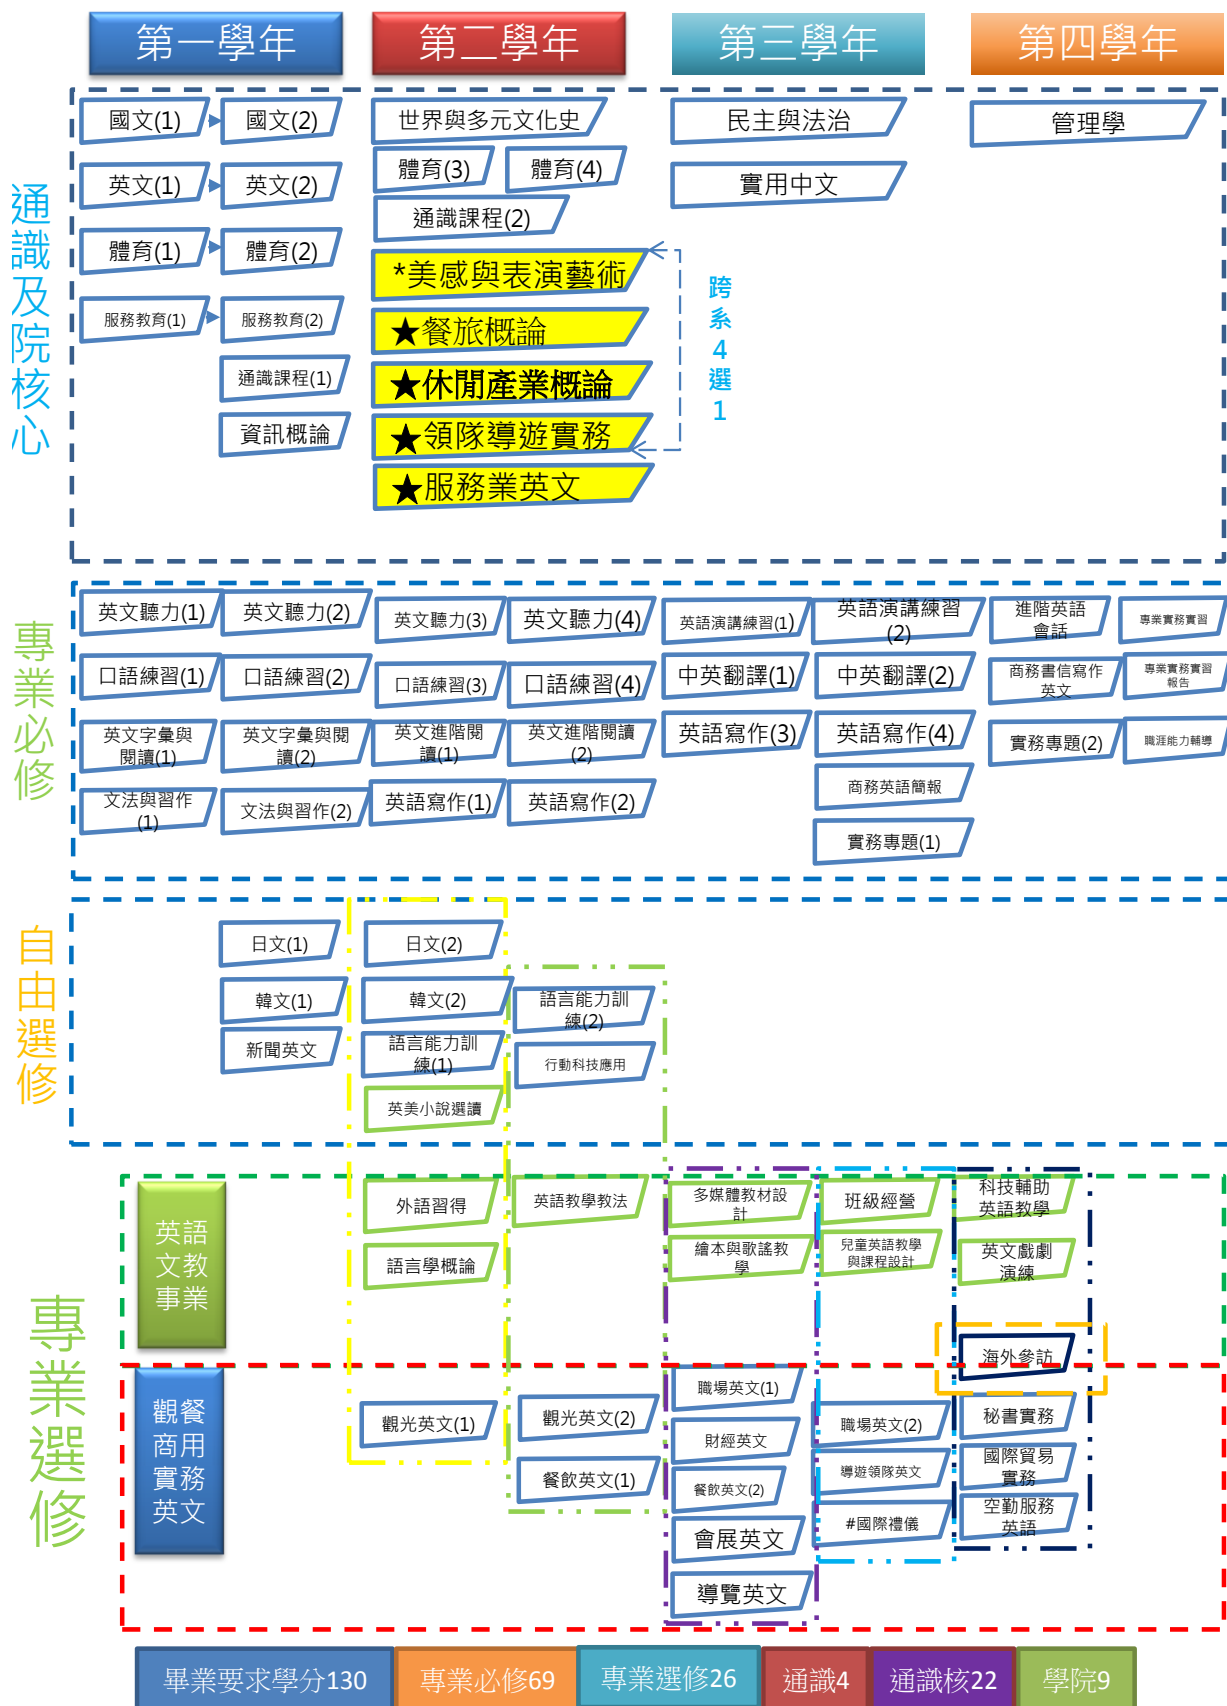 第一學年
第二學年
第三學年
第四學年
通識及院核心
國文(1)
國文(2)
世界與多元文化史
民主與法治
管理學
英文(1)
英文(2)
體育(3)
體育(4)
實用中文
通識課程(2)
體育(1)
體育(2)
*美感與表演藝術
服務教育(1)
服務教育(2)
★餐旅概論
通識課程(1)
★休閒產業概論
資訊概論
★領隊導遊實務
★服務業英文
跨系4選1
專業必修
英文聽力(1)
英文聽力(2)
英文聽力(3)
英文聽力(4)
英語演講練習(1)
英語演講練習
(2)
進階英語
會話
專業實務實習
口語練習(1)
口語練習(2)
口語練習(3)
口語練習(4)
中英翻譯(1)
中英翻譯(2)
商務書信寫作
英文
專業實務實習
報告
英文字彙與
閱讀(1)
英文字彙與閱
讀(2)
英文進階閱
讀(1)
英文進階閱讀
(2)
英語寫作(3)
英語寫作(4)
實務專題(2)
職涯能力輔導
文法與習作
(1)
文法與習作(2)
英語寫作(1)
英語寫作(2)
商務英語簡報
實務專題(1)
自由選修
日文(1)
日文(2)
韓文(1)
韓文(2)
語言能力訓
練(2)
新聞英文
語言能力訓
練(1)
行動科技應用
英美小說選讀
專業選修
英語
文教
事業
外語習得
英語教學教法
多媒體教材設
計
班級經營
科技輔助
英語教學
語言學概論
繪本與歌謠教
學
兒童英語教學
與課程設計
英文戲劇
演練
海外參訪
觀餐
商用
實務
英文
觀光英文(1)
觀光英文(2)
餐飲英文(1)
職場英文(1)
財經英文
餐飲英文(2)
會展英文
導覽英文
職場英文(2)
導遊領隊英文
#國際禮儀
秘書實務
國際貿易
實務
空勤服務
英語
畢業要求學分130
專業必修69
專業選修26
通識4
通識核22
學院9